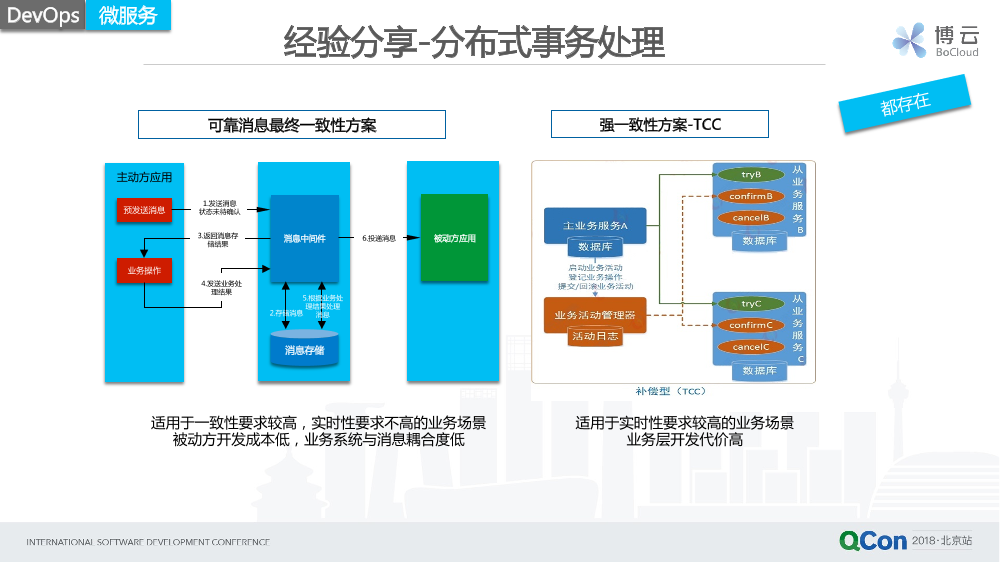 DevOps 微服务
经验分享-分布式事务处理
博云
BoCloud
都存在
可靠消息最终一致性方案
主动方应用
预发送消息
业务操作
1.发送消息
状态未待确认
3.返回消息存
储结果
4.发送业务处
理结果
消息中间件
2.存储消息
5.根据业务处
理结果处理
消息
消息存储
6.投递消息
被动方应用
适用于一致性要求较高，实时性要求不高的业务场景
被动方开发成本低，业务系统与消息耦合度低
强一致性方案-TCC
主业务服务A
数据库
启动业务活动
登记业务操作
提交/回滚业务活动
业务活动管理器
活动日志
tryB
confirmB
cancelB
数据库
从业务服务B
tryC
confirmC
cancelC
数据库
从业务服务C
补偿型（TCC）
适用于实时性要求较高的业务场景
业务层开发代价高
INTERNATIONAL SOFTWARE DEVELOPMENT CONFERENCE
QCon 2018·北京站